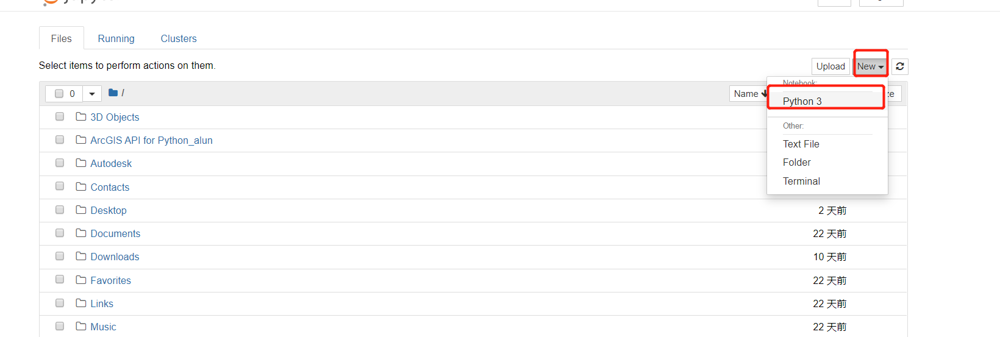 Files Running Clusters
Select items to perform actions on them.
Upload New
Notebook:
0 / Name
Python 3
3D Objects
Other:
ArcGIS API for Python_alun
Text File
Autodesk
Folder
Contacts
Terminal
Desktop 2 天前
Documents 22 天前
Downloads 10 天前
Favorites 22 天前
Links 22 天前
Music 22 天前